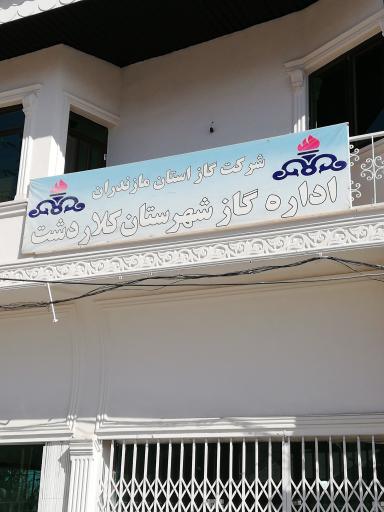 شرکت گاز استان مازندران
اداره گاز شهرستان کلاردشت